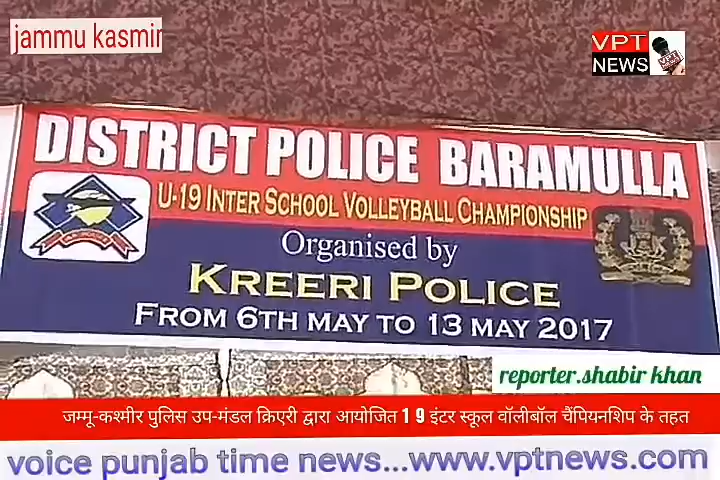 jammu kasmir
VPT
NEWS
DISTRICT POLICE BARAMULLA
U-19 INTER SCHOOL VOLLEYBALL CHAMPIONSHIP
Organised by
KREERI POLICE
FROM 6TH MAY TO 13 MAY 2017
reporter.shabir khan
जम्मू-कश्मीर पुलिस उप-मंडल क्रिएरी द्वारा आयोजित 1 9 इंटर स्कूल वॉलीबॉल चैंपियनशिप के तहत
voice punjab time news...www.vptnews.com